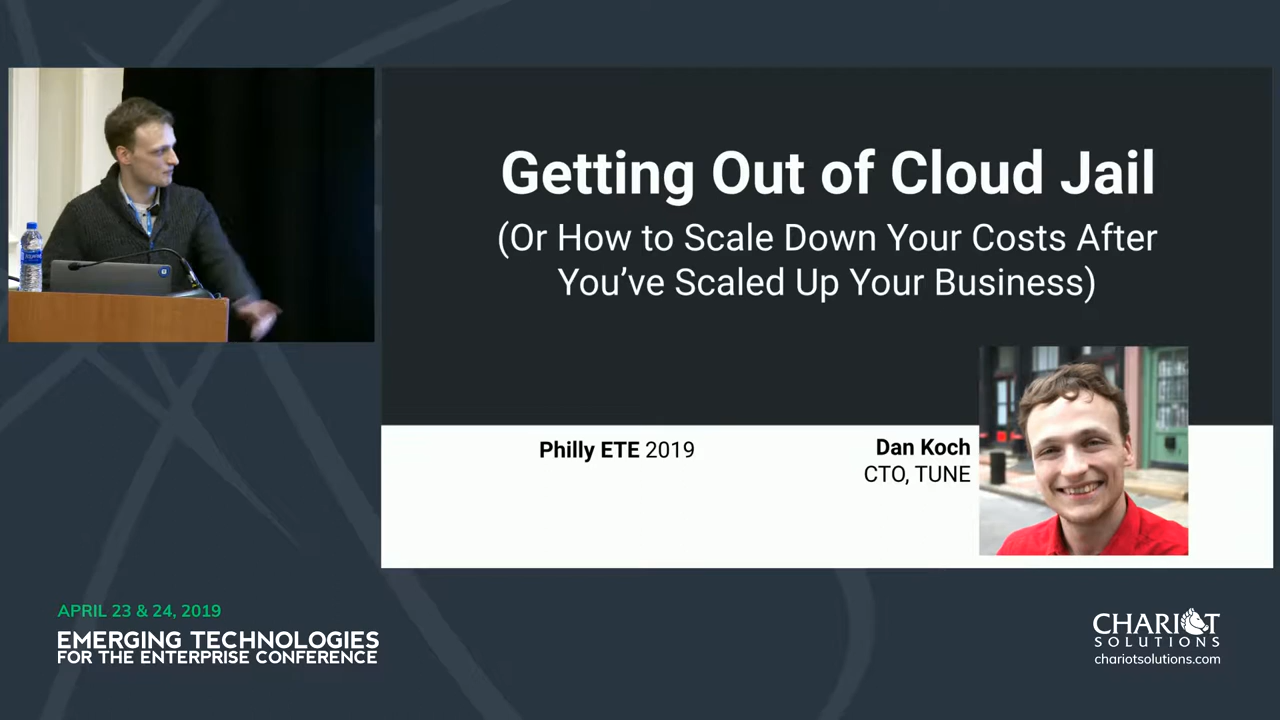 Getting Out of Cloud Jail
(Or How to Scale Down Your Costs After
You’ve Scaled Up Your Business)
Philly ETE 2019
Dan Koch
CTO, TUNE
APRIL 23 & 24, 2019
EMERGING TECHNOLOGIES
FOR THE ENTERPRISE CONFERENCE
CHARIOT
SOLUTIONS
chariotsolutions.com